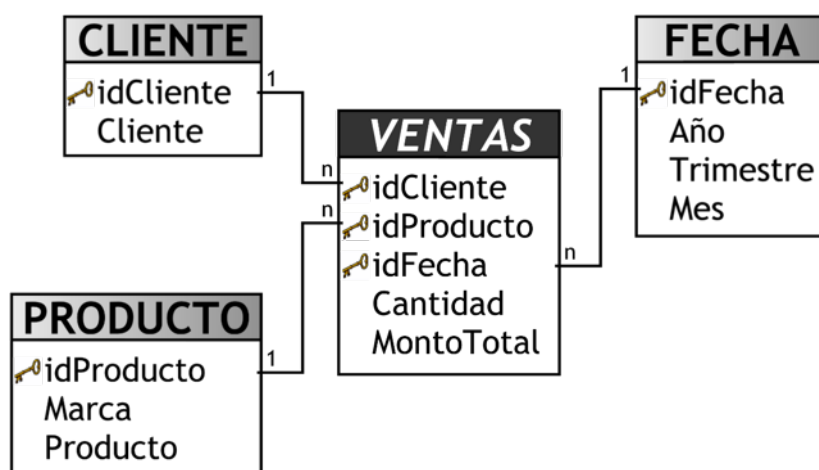 CLIENTE
idCliente
Cliente
1
n
VENTAS
idCliente
idProducto
idFecha
Cantidad
MontoTotal
n
n
1
FECHA
idFecha
Año
Trimestre
Mes
1
PRODUCTO
idProducto
Marca
Producto